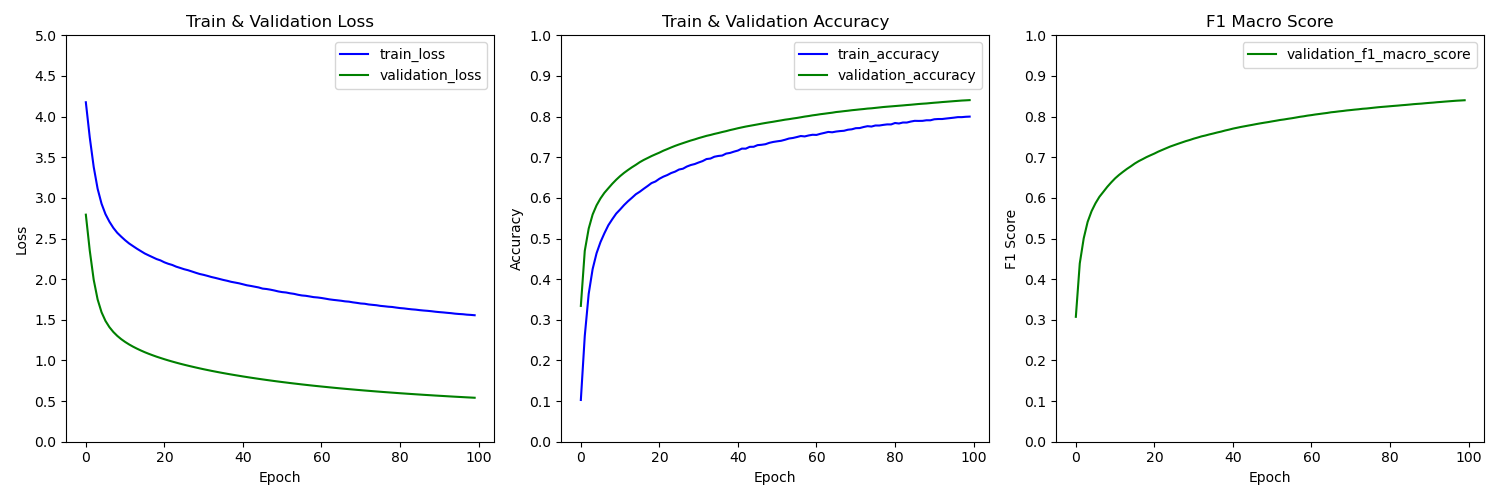 Train & Validation Loss
5.0
4.5
4.0
3.5
3.0
2.5
2.0
1.5
1.0
0.5
0.0
Loss
0 20 40 60 80 100
Epoch
train_loss
validation_loss
Train & Validation Accuracy
1.0
0.9
0.8
0.7
0.6
0.5
0.4
0.3
0.2
0.1
0.0
Accuracy
0 20 40 60 80 100
Epoch
train_accuracy
validation_accuracy
F1 Macro Score
1.0
0.9
0.8
0.7
0.6
0.5
0.4
0.3
0.2
0.1
0.0
F1 Score
0 20 40 60 80 100
Epoch
validation_f1_macro_score